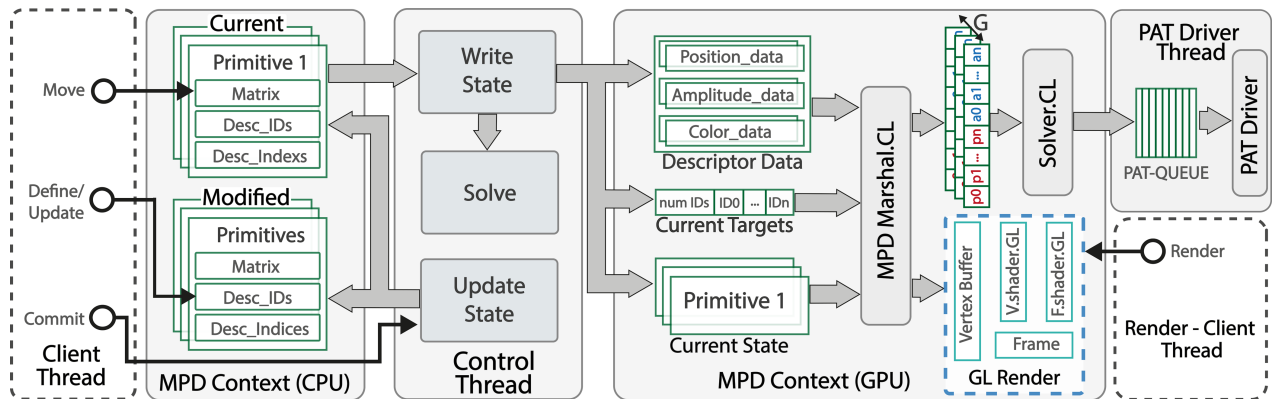 Move
Define/
Update
Commit
Client
Thread
Current
Primitive 1
Matrix
Desc_IDs
Desc_Indexs
Modified
Primitives
Matrix
Desc_IDs
Desc_Indices
MPD Context (CPU)
Write
State
Solve
Update
State
Control
Thread
Position_data
Amplitude_data
Color_data
Descriptor Data
num IDs ID0 ... IDn
Current Targets
Primitive 1
Current State
MPD Marshal.CL
MPD Context (GPU)
G
p0 p1 ... pn a0 a1 ... an
Solver.CL
Vertex Buffer
V.shader.GL
F.shader.GL
Frame
GL Render
PAT Driver
Thread
PAT-QUEUE
PAT Driver
Render
Render - Client
Thread